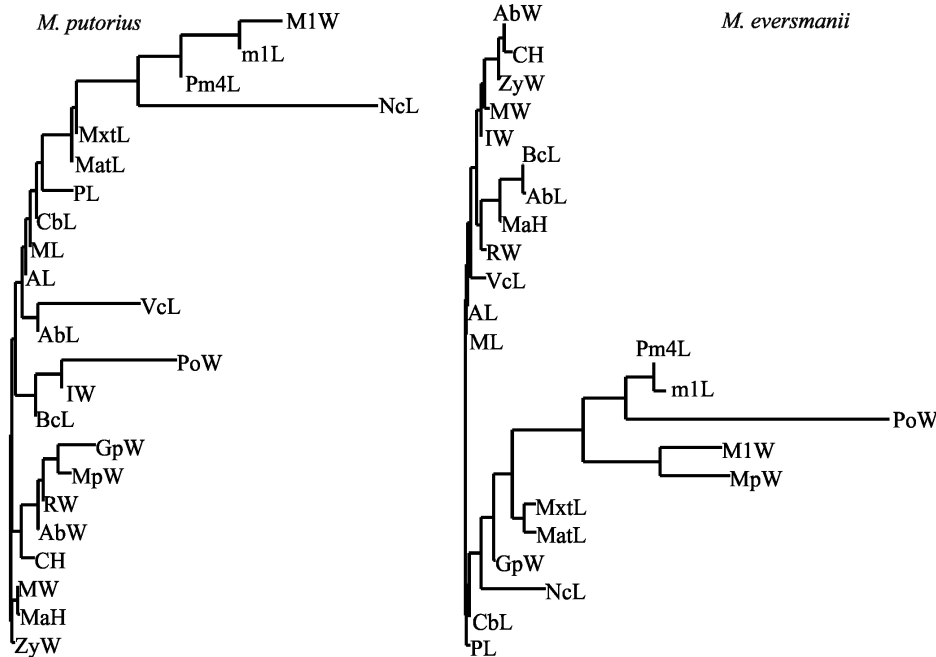 M. putorius
M1W
m1L
Pm4L
NcL
MxtL
MatL
PL
CbL
ML
AL
VcL
AbL
PoW
IW
BcL
GpW
MpW
RW
AbW
CH
MW
MaH
ZyW
M. eversmanii
AbW
CH
ZyW
MW
IW
BcL
AbL
MaH
RW
VcL
AL
ML
Pm4L
m1L
PoW
M1W
MpW
MxtL
MatL
GpW
NcL
CbL
PL